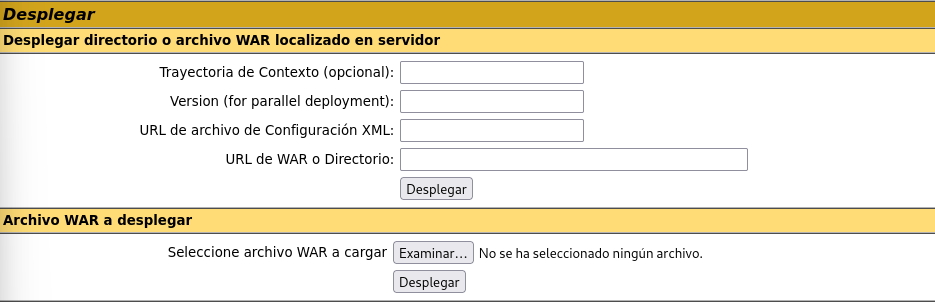 Desplegar
Desplegar directorio o archivo WAR localizado en servidor
Trayectoria de Contexto (opcional):
Version (for parallel deployment):
URL de archivo de Configuración XML:
URL de WAR o Directorio:
Desplegar
Archivo WAR a desplegar
Seleccione archivo WAR a cargar Examinar... No se ha seleccionado ningún archivo.
Desplegar